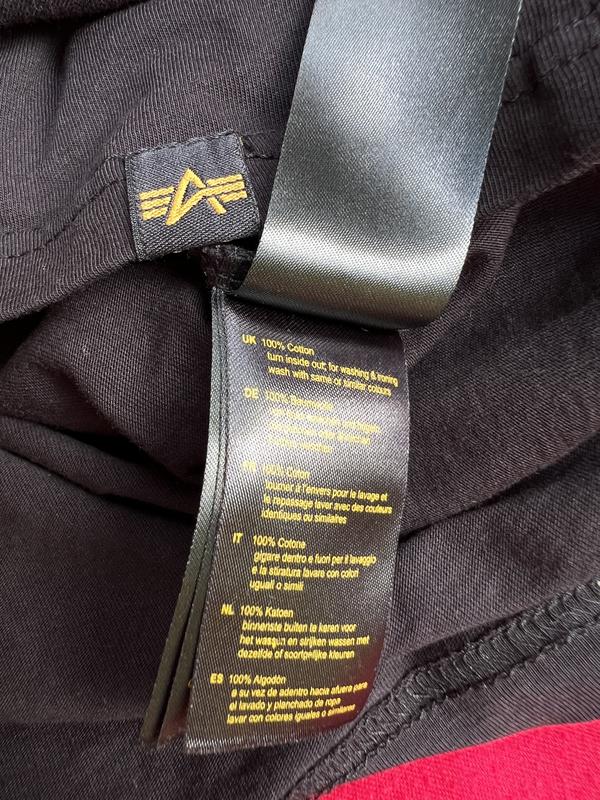 UK 100% Cotton
turn inside out; for washing & ironing
wash with same or similar colours
DE 100%
100% Coton
tourner à l'envers pour le lavage et
le repassage laver avec des couleurs
identiques ou similaires
IT 100% Cotone
girare dentro e fuori per il lavaggio
e la stiratura lavare con colori
uguali o simili
NL 100% Katoen
binnenste buiten te keren voor
het wassen en strijken wassen met
dezelfde of soortgelijke kleuren
ES 100% Algodón
a su vez de adentro hacia afuera para
el lavado y planchado de ropa
lavar con colores iguales o similares